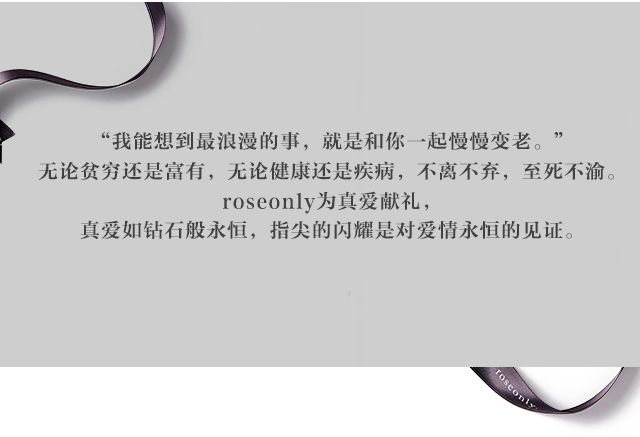 “我能想到最浪漫的事，就是和你一起慢慢变老。”
无论贫穷还是富有，无论健康还是疾病，不离不弃，至死不渝。
roseonly为真爱献礼，
真爱如钻石般永恒，指尖的闪耀是对爱情永恒的见证。
roseonly